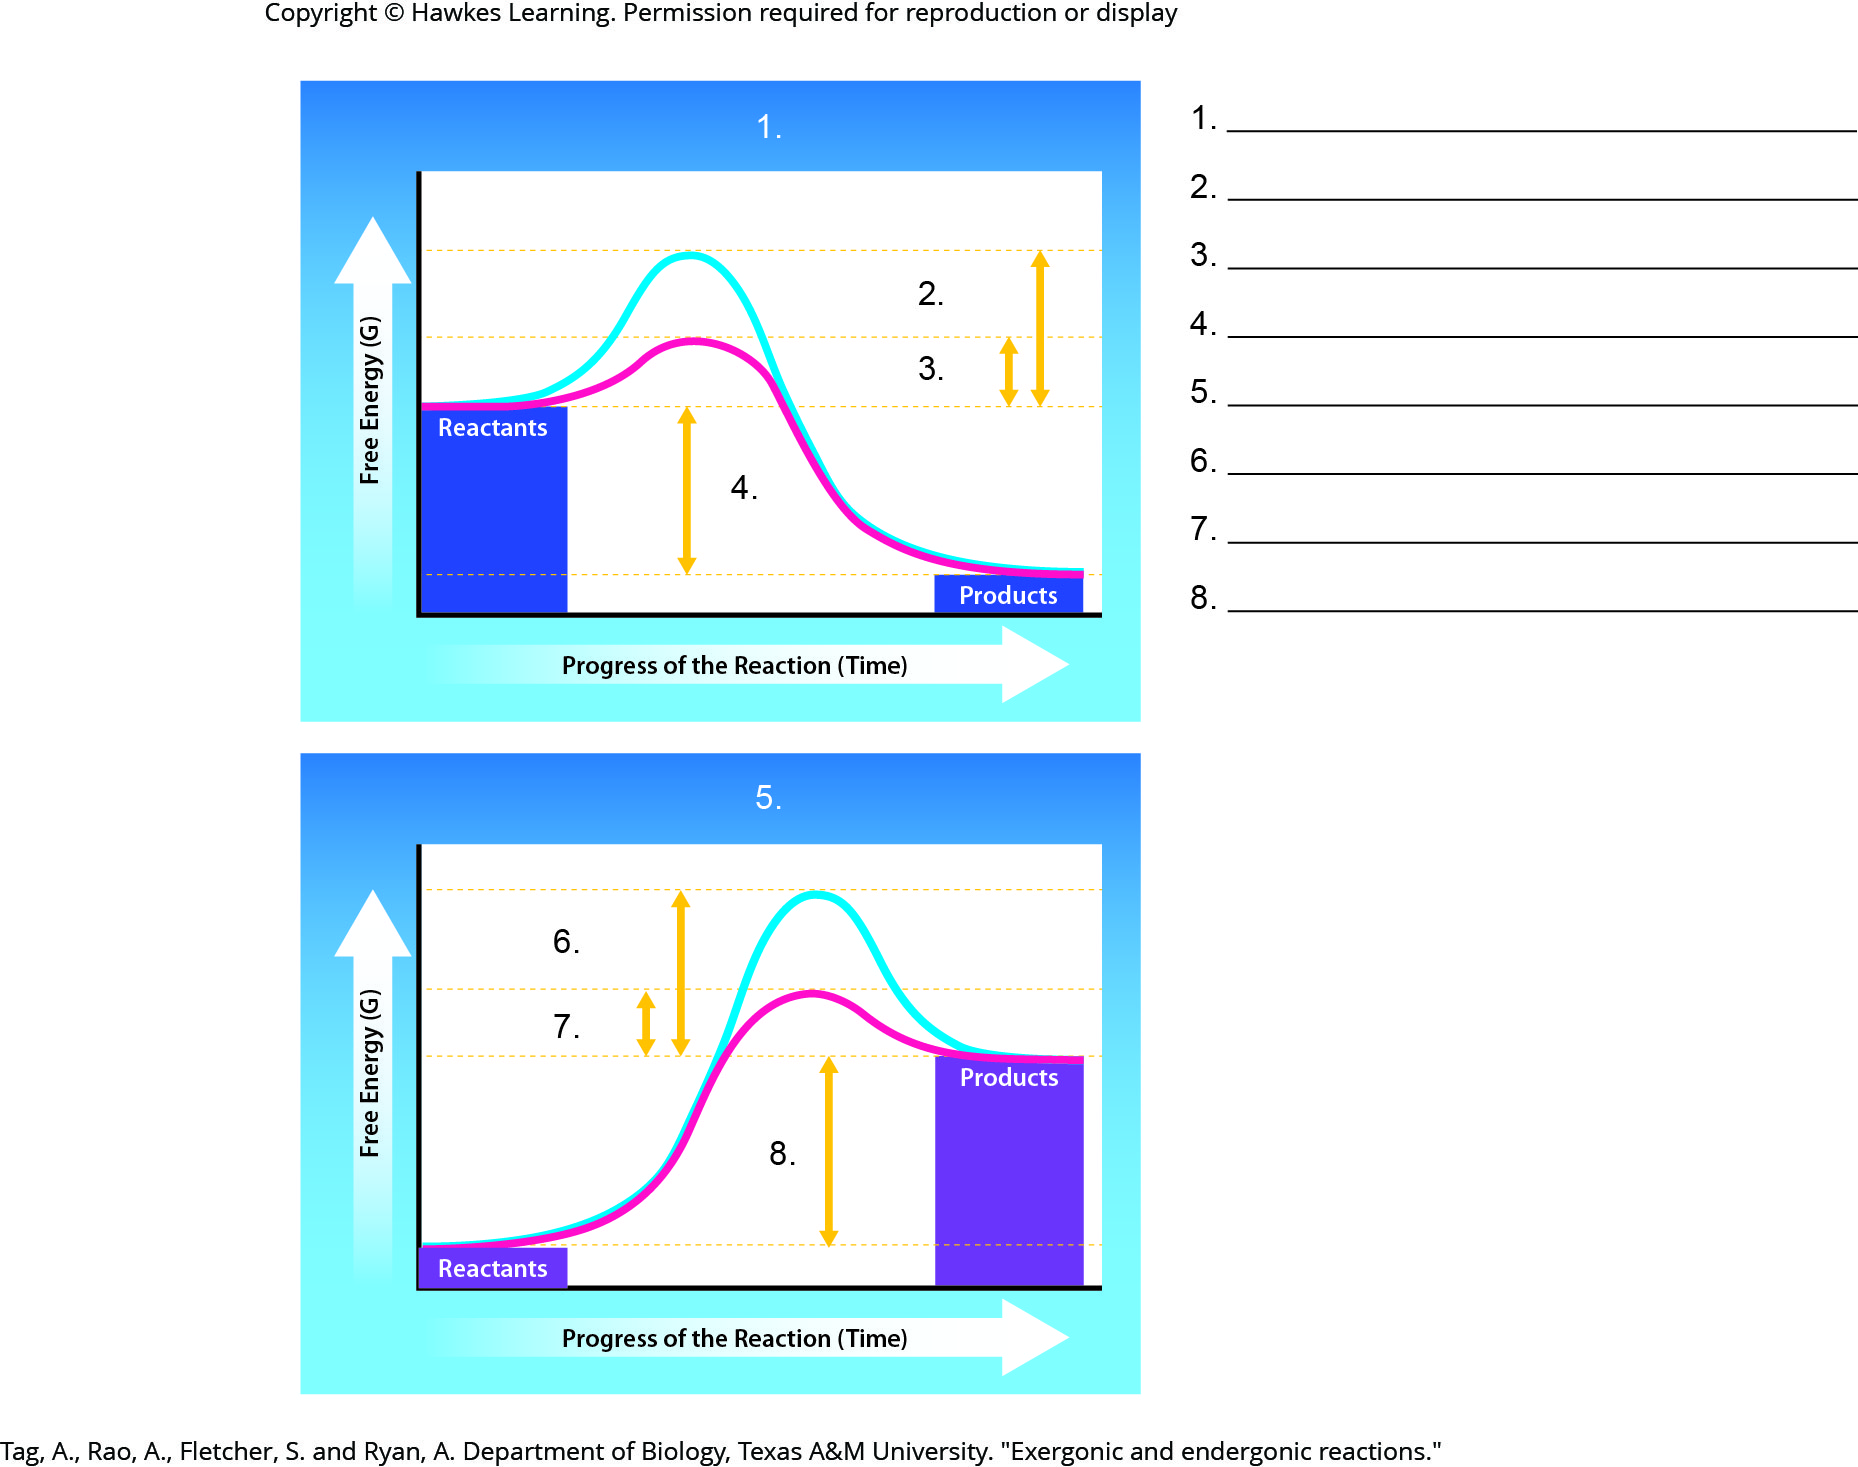 Copyright © Hawkes Learning. Permission required for reproduction or display
1.
2.
3.
4.
Free Energy (G)
Reactants
Products
Progress of the Reaction (Time)
1.
2.
3.
4.
5.
6.
7.
8.
5.
6.
7.
8.
Free Energy (G)
Products
Reactants
Progress of the Reaction (Time)
Tag, A., Rao, A., Fletcher, S. and Ryan, A. Department of Biology, Texas A&M University. "Exergonic and endergonic reactions."